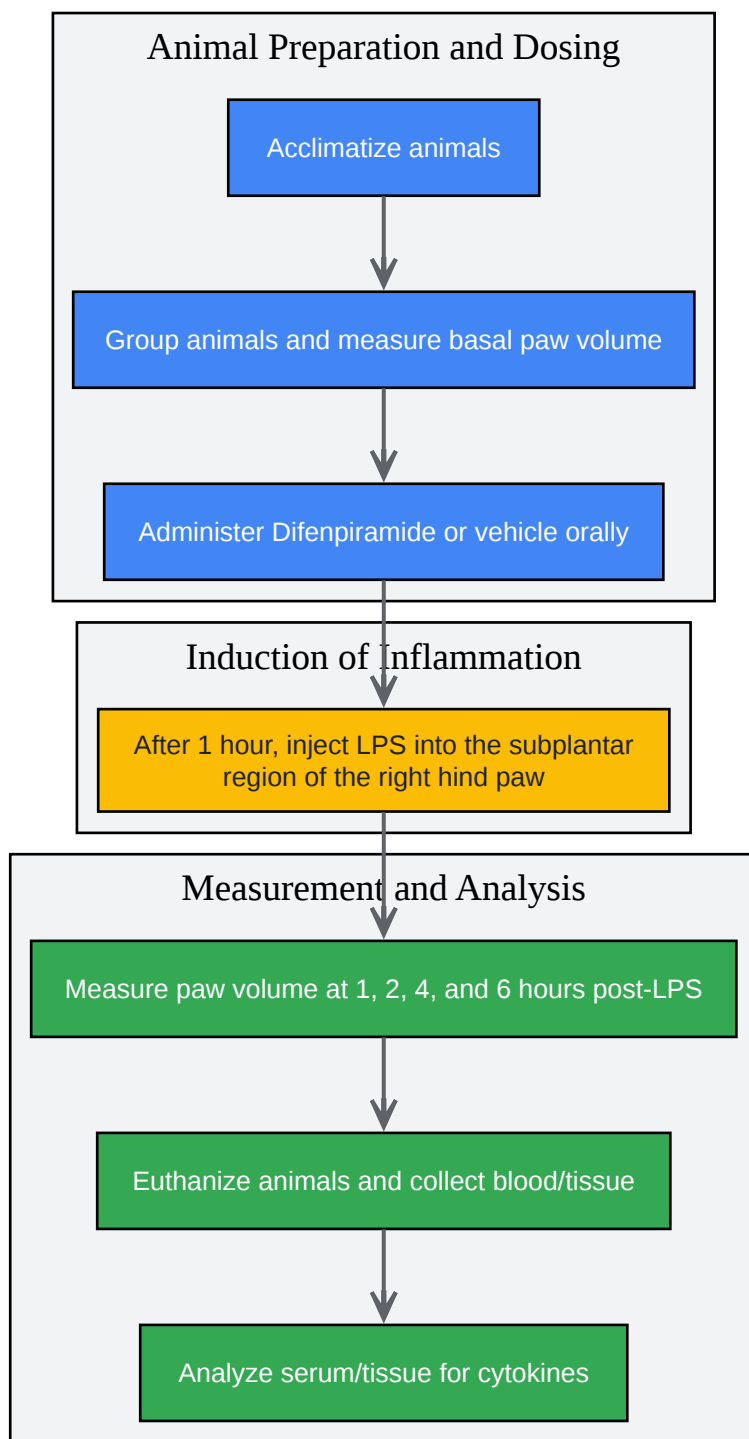 Animal Preparation and Dosing
Acclimatize animals
Group animals and measure basal paw volume
Administer Difenpiramide or vehicle orally
Induction of Inflammation
After 1 hour, inject LPS into the subplantar
region of the right hind paw
Measurement and Analysis
Measure paw volume at 1, 2, 4, and 6 hours post-LPS
Euthanize animals and collect blood/tissue
Analyze serum/tissue for cytokines